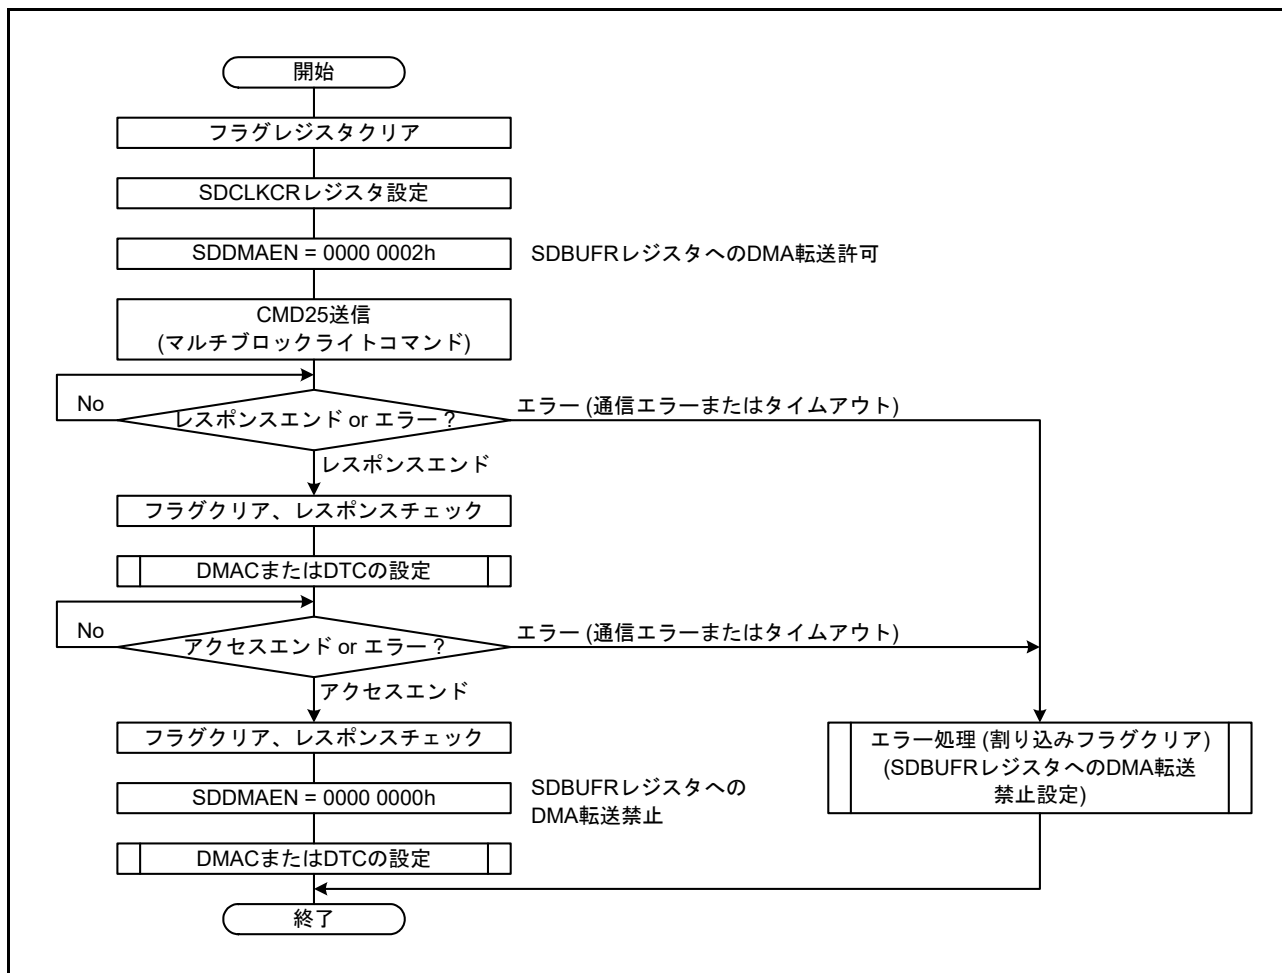 開始
フラグレジスタクリア
SDCLKCRレジスタ設定
SDDMAEN = 0000 0002h
SDBUFRレジスタへのDMA転送許可
CMD25送信
(マルチブロックライトコマンド)
No
レスポンスエンド or エラー ?
エラー (通信エラーまたはタイムアウト)
レスポンスエンド
フラグクリア、レスポンスチェック
DMACまたはDTCの設定
No
アクセスエンド or エラー ?
エラー (通信エラーまたはタイムアウト)
アクセスエンド
フラグクリア、レスポンスチェック
エラー処理 (割り込みフラグクリア)
(SDBUFRレジスタへのDMA転送
禁止設定)
SDDMAEN = 0000 0000h
SDBUFRレジスタへの
DMA転送禁止
DMACまたはDTCの設定
終了